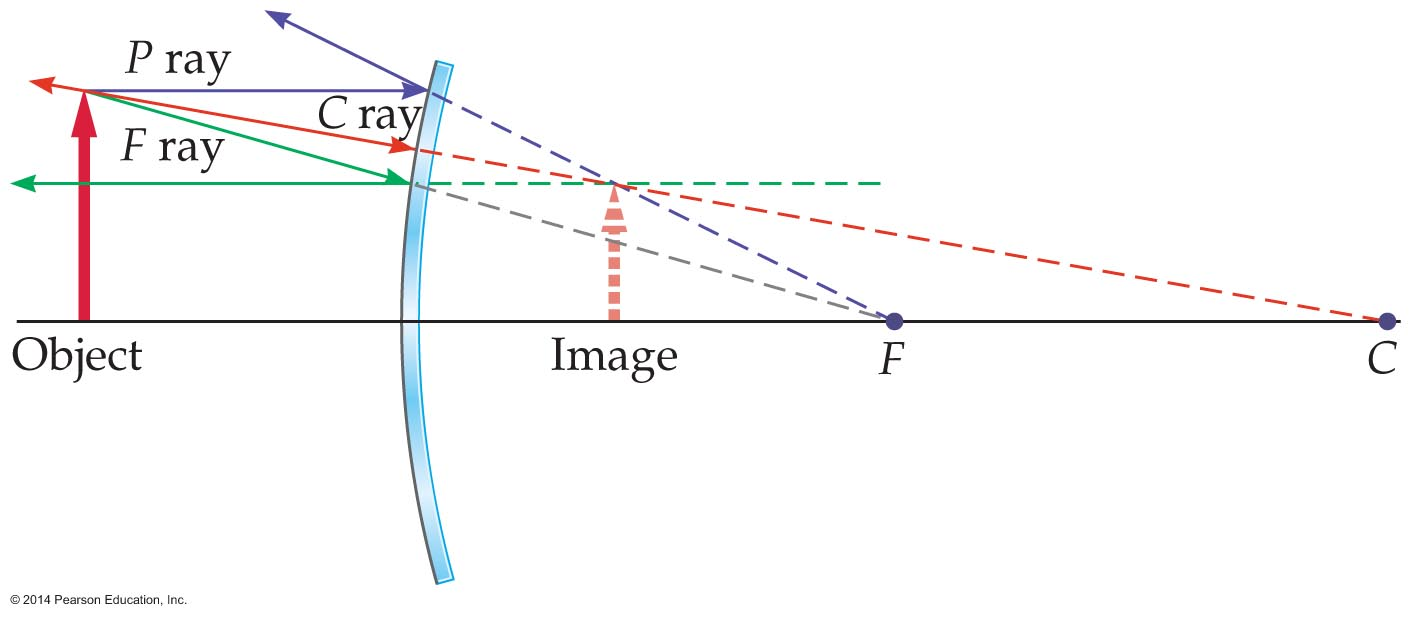 P ray
C ray
F ray
Object
Image
F
C
© 2014 Pearson Education, Inc.